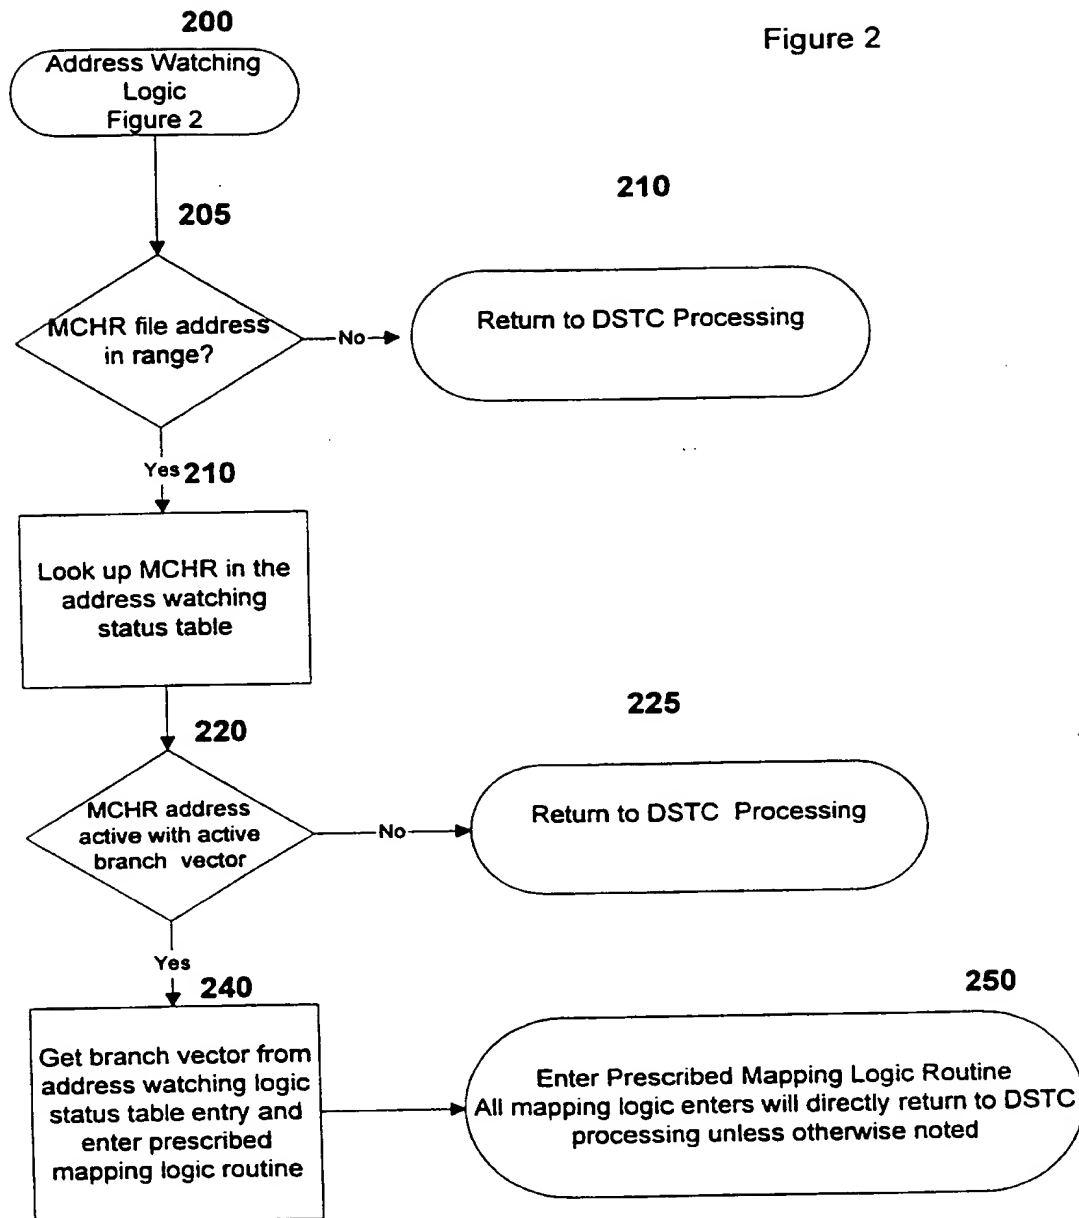 200
Figure 2
Address Watching
Logic
Figure 2
205
210
MCHR file address
in range?
No
Return to DSTC Processing
Yes 210
Look up MCHR in the
address watching
status table
220
225
MCHR address
active with active
branch vector
No
Return to DSTC Processing
Yes
240
250
Get branch vector from
address watching logic
status table entry and
enter prescribed
mapping logic routine
Enter Prescribed Mapping Logic Routine
All mapping logic enters will directly return to DSTC
processing unless otherwise noted